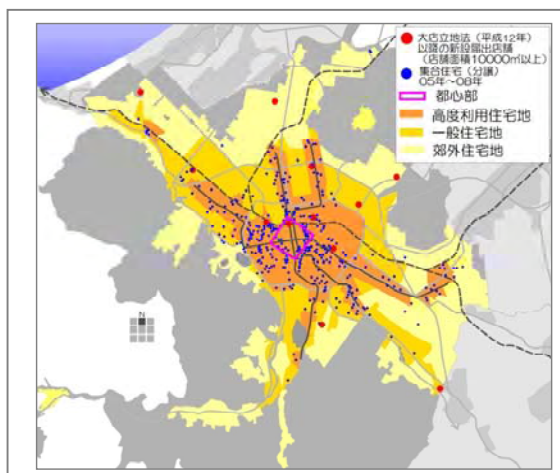 大店立地法（平成12年）
以降の新設届出店舗
（店舗面積10000㎡以上）
集合住宅（分譲）
05年～08年
都心部
高度利用住宅地
一般住宅地
郊外住宅地
N